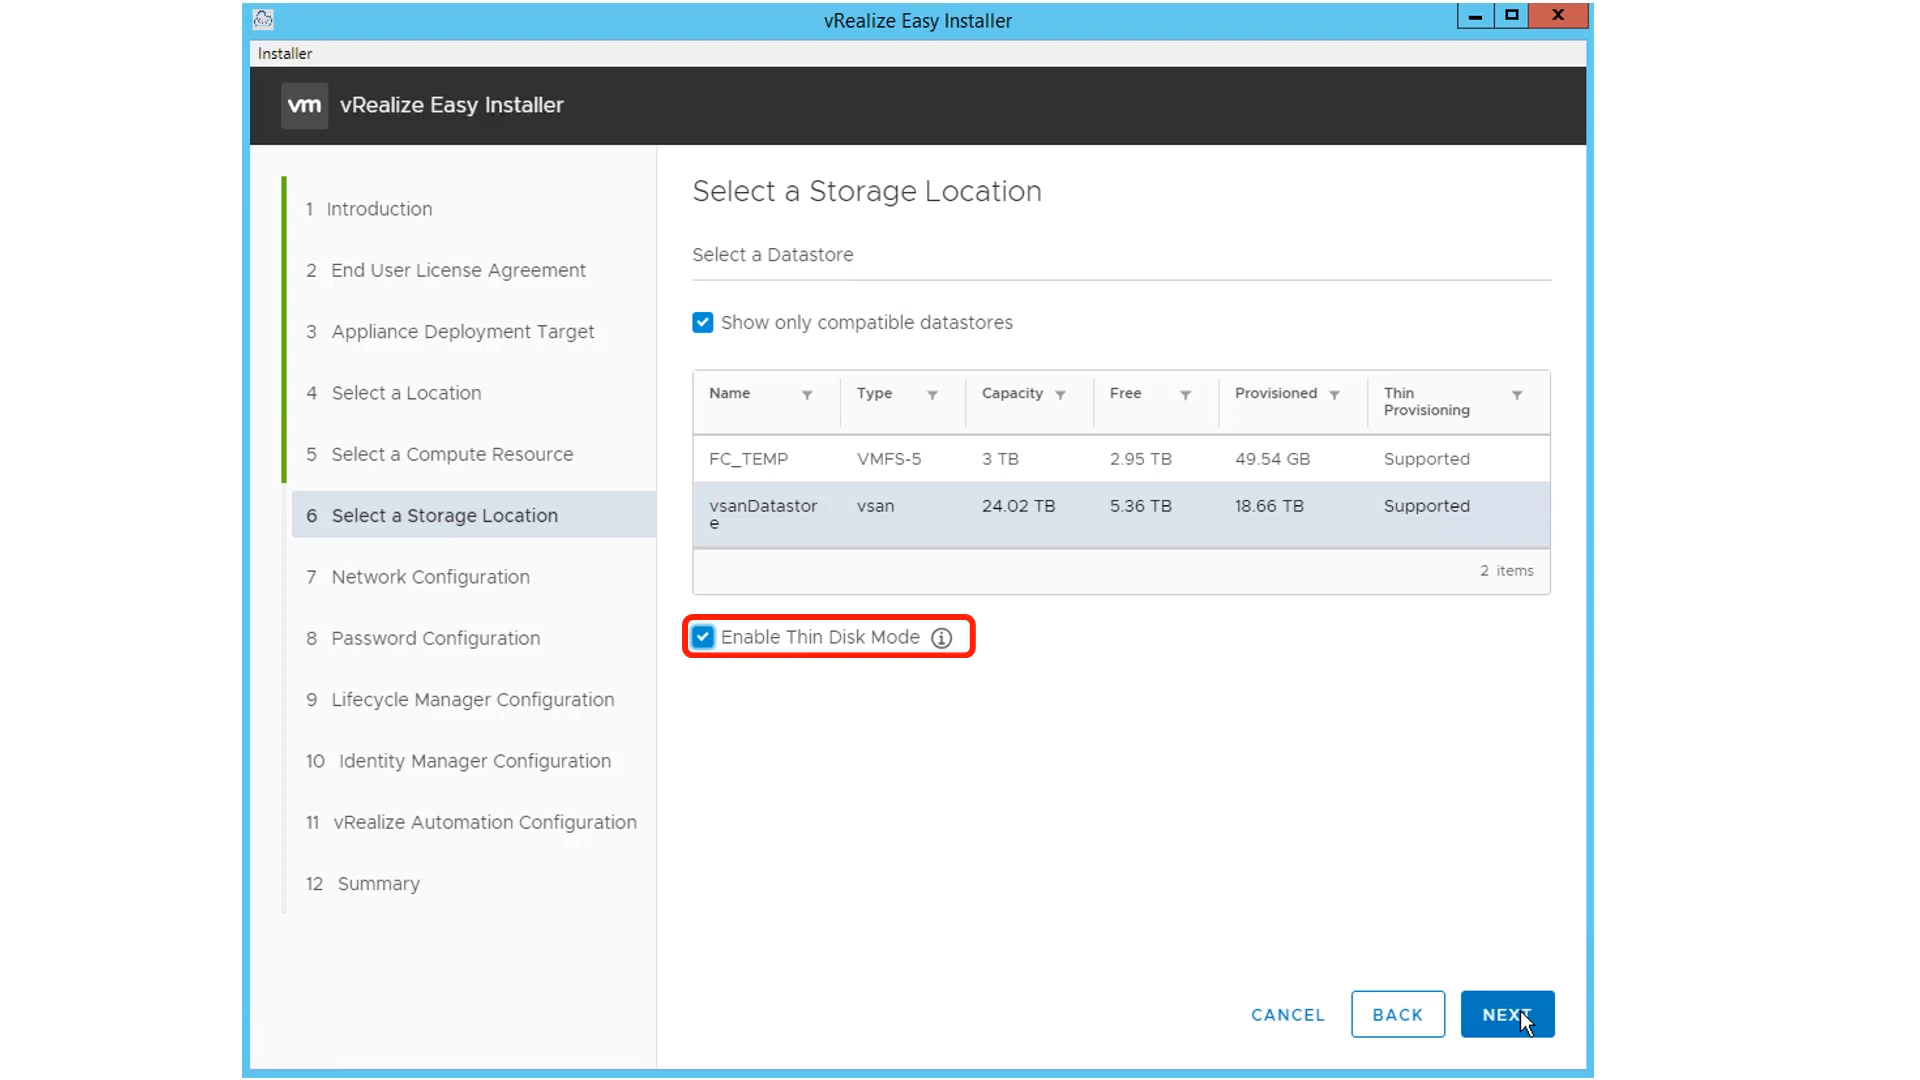 vRealize Easy Installer
Installer
vm vRealize Easy Installer
1 Introduction
2 End User License Agreement
3 Appliance Deployment Target
4 Select a Location
5 Select a Compute Resource
6 Select a Storage Location
7 Network Configuration
8 Password Configuration
9 Lifecycle Manager Configuration
10 Identity Manager Configuration
11 vRealize Automation Configuration
12 Summary
Select a Storage Location
Select a Datastore
Show only compatible datastores
Name Type Capacity Free Provisioned Thin
Provisioning
FC_TEMP VMFS-5 3 TB 2.95 TB 49.54 GB Supported
vsanDatastor vsan 24.02 TB 5.36 TB 18.66 TB Supported
e
2 items
Enable Thin Disk Mode
CANCEL BACK NEXT